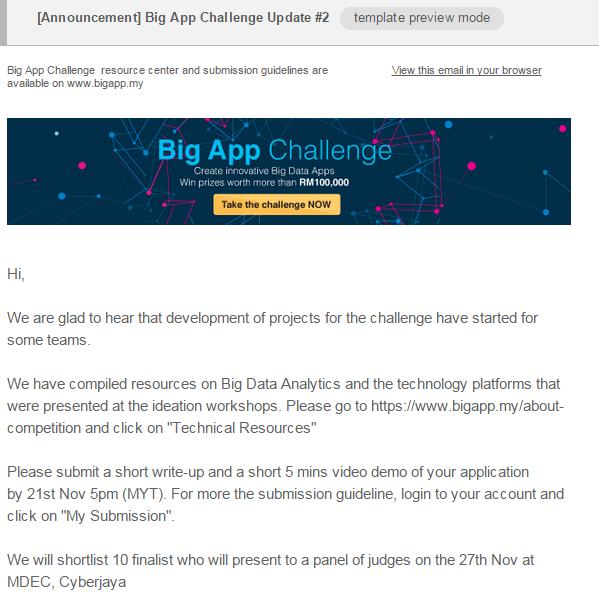 [Announcement] Big App Challenge Update #2 template preview mode
Big App Challenge resource center and submission guidelines are
available on www.bigapp.my
View this email in your browser
Big App Challenge
Create innovative Big Data Apps
Win prizes worth more than RM100,000
Take the challenge NOW
Hi,
We are glad to hear that development of projects for the challenge have started for
some teams.
We have compiled resources on Big Data Analytics and the technology platforms that
were presented at the ideation workshops. Please go to https://www.bigapp.my/about-
competition and click on "Technical Resources"
Please submit a short write-up and a short 5 mins video demo of your application
by 21st Nov 5pm (MYT). For more the submission guideline, login to your account and
click on "My Submission".
We will shortlist 10 finalist who will present to a panel of judges on the 27th Nov at
MDEC, Cyberjaya